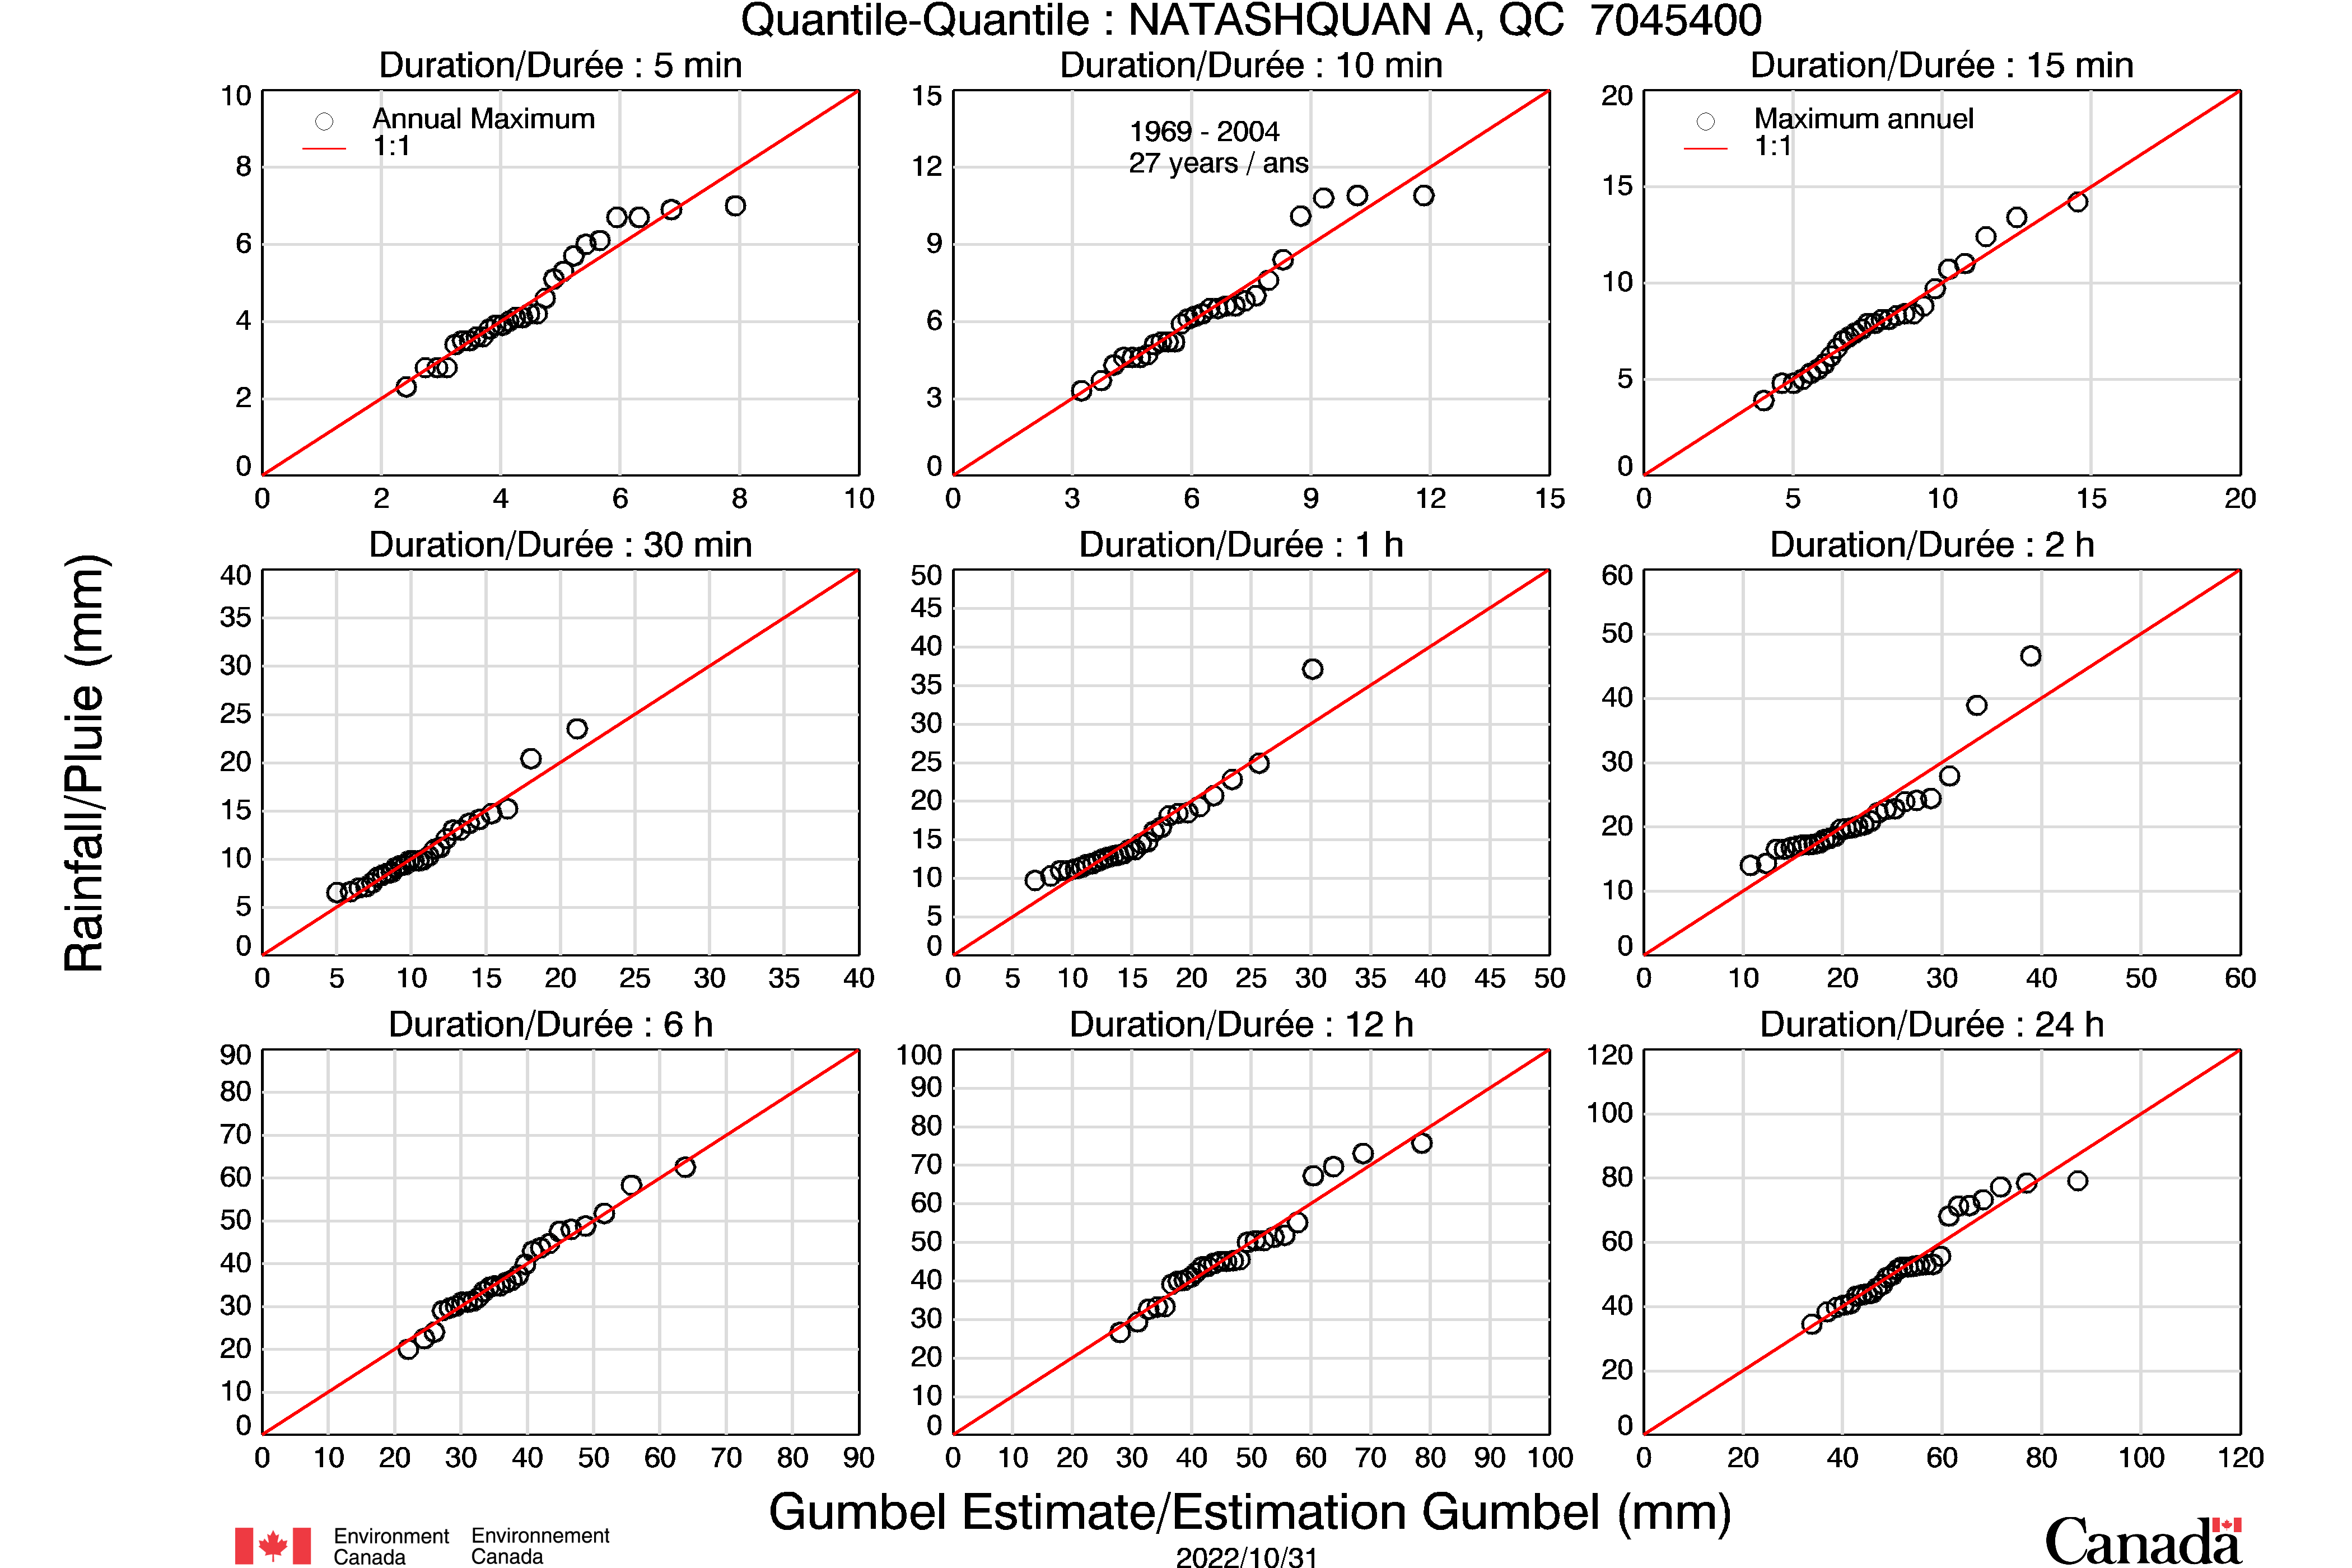 Quantile-Quantile : NATASHQUAN A, QC 7045400
Duration/Durée : 5 min
Duration/Durée : 10 min
Duration/Durée : 15 min
10
8
6
4
2
0
0 2 4 6 8 10
Annual Maximum
1:1
15
12
9
6
3
0
0 3 6 9 12 15
1969 - 2004
27 years / ans
20
15
10
5
0
0 5 10 15 20
Maximum annuel
1:1
Duration/Durée : 30 min
Duration/Durée : 1 h
Duration/Durée : 2 h
40
35
30
25
20
15
10
5
0
0 5 10 15 20 25 30 35 40
50
45
40
35
30
25
20
15
10
5
0
0 5 10 15 20 25 30 35 40 45 50
60
50
40
30
20
10
0
0 10 20 30 40 50 60
Rainfall/Pluie (mm)
Duration/Durée : 6 h
Duration/Durée : 12 h
Duration/Durée : 24 h
90
80
70
60
50
40
30
20
10
0
0 10 20 30 40 50 60 70 80 90
100
90
80
70
60
50
40
30
20
10
0
0 10 20 30 40 50 60 70 80 90 100
120
100
80
60
40
20
0
0 20 40 60 80 100 120
Gumbel Estimate/Estimation Gumbel (mm)
Environment Canada
Environnement Canada
2022/10/31
Canada